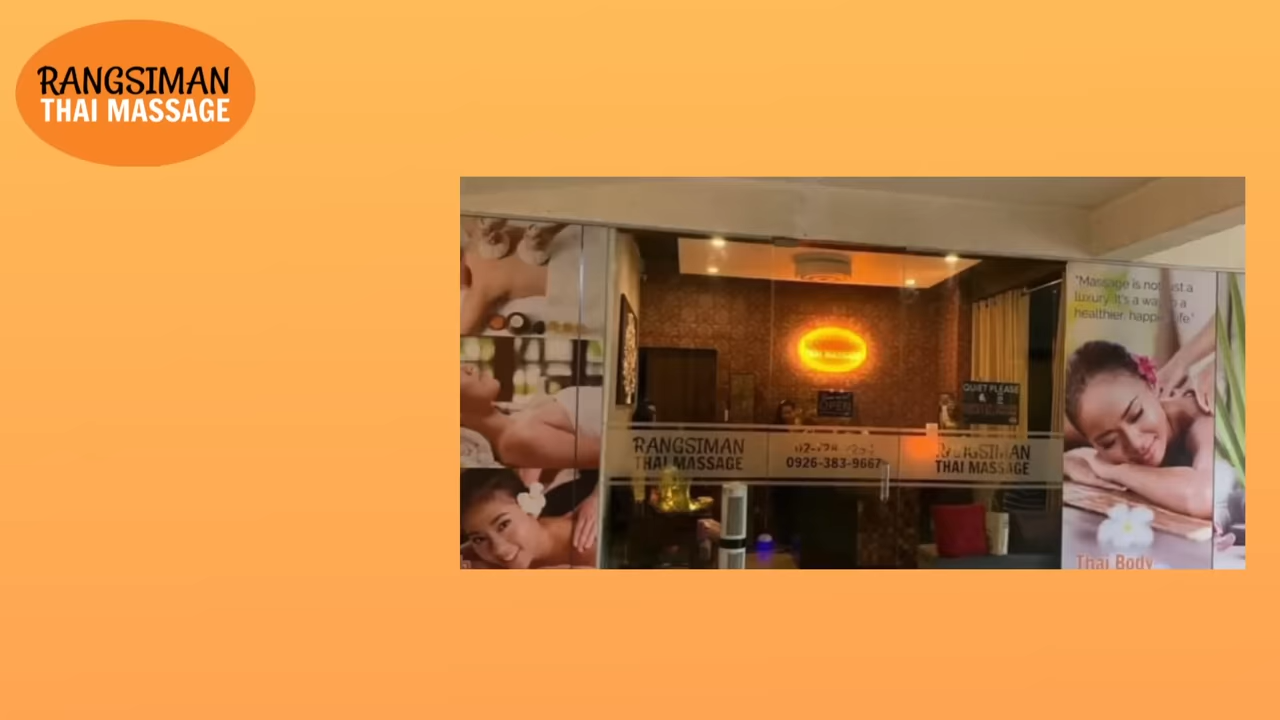 RANGSIMAN
THAI MASSAGE
"Massage is not just a
luxury. It's a way to a
healthier, happier life."
QUIET PLEASE
&
OPEN
RANGSIMAN
THAI MASSAGE
0926-383-9667
RANGSIMAN
THAI MASSAGE
Thai Body